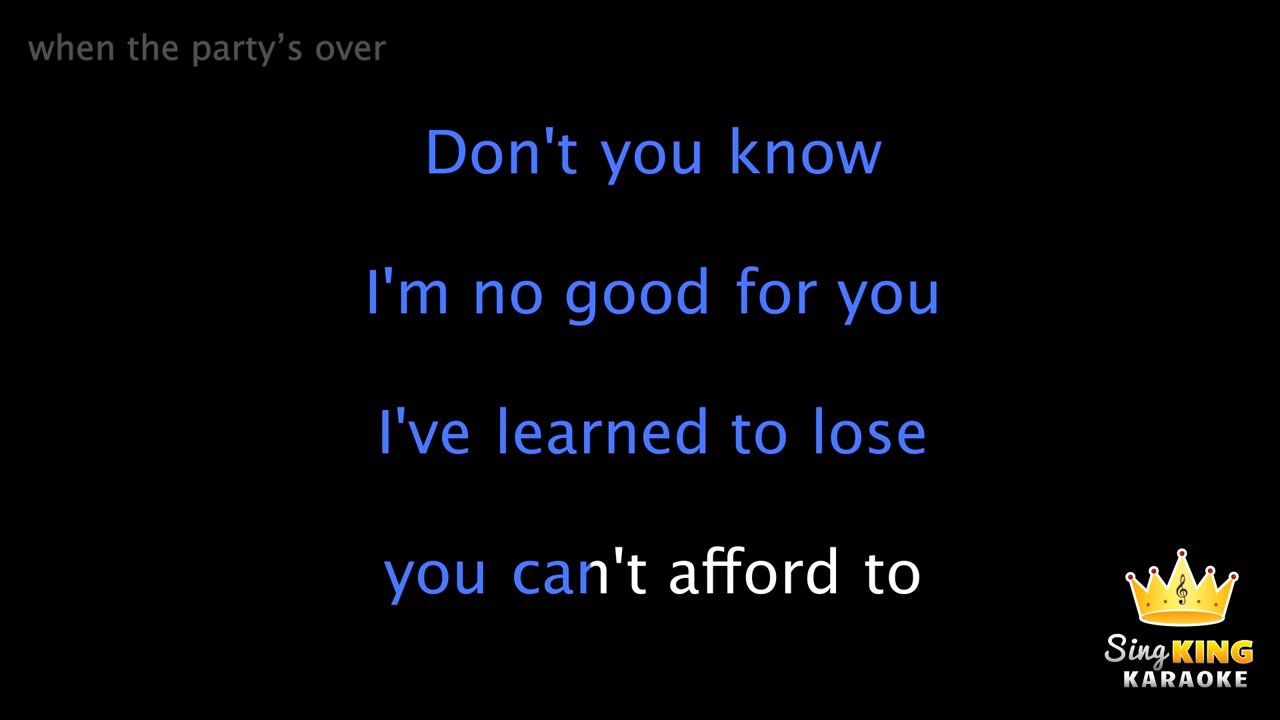 when the party’s over
Don't you know
I'm no good for you
I've learned to lose
you can't afford to
Sing KING
KARAOKE